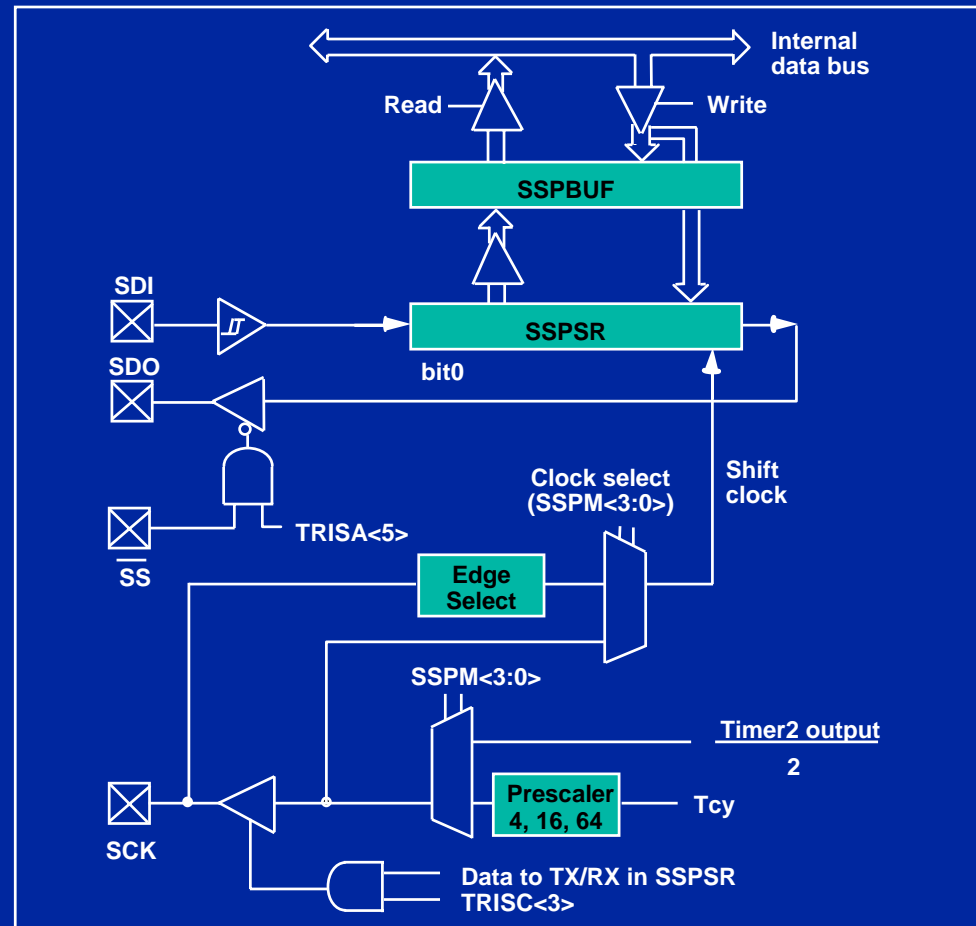 Internal
data bus
Read
Write
SSPBUF
SDI
SSPSR
SDO
bit0
Clock select
(SSPM<3:0>)
Shift
clock
TRISA<5>
SS
Edge
Select
SSPM<3:0>
Timer2 output
2
Prescaler
4, 16, 64
Tcy
SCK
Data to TX/RX in SSPSR
TRISC<3>